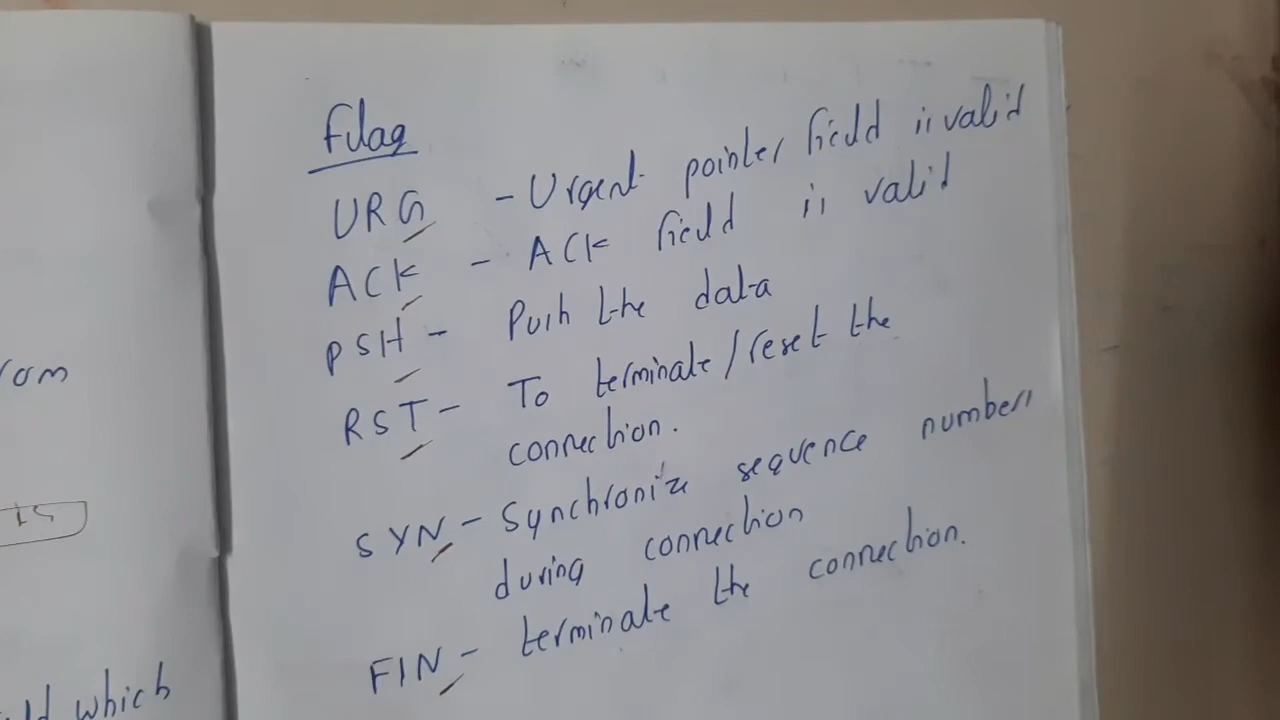 Flag
URG - Urgent pointer field is valid
ACK - ACK field is valid
PSH - Push the data
RST - To terminate/reset the
connection.
SYN - Synchronize sequence numbers
during connection
FIN - terminate the connection.
rom
which